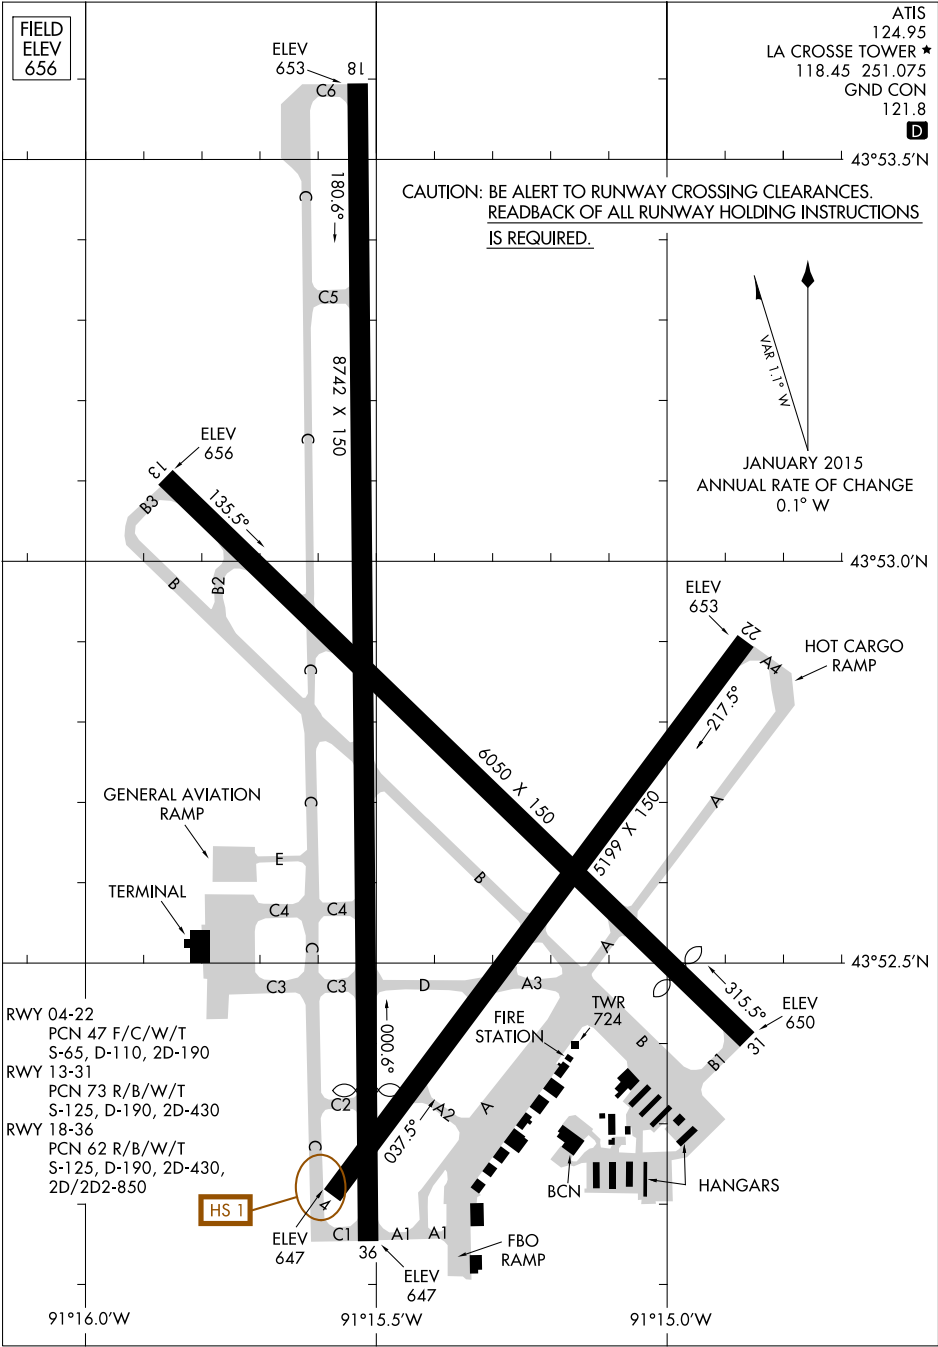 FIELD
ELEV
656
ATIS
124.95
LA CROSSE TOWER ★
118.45 251.075
GND CON
121.8
D
ELEV
653
18
C6
43°53.5'N
CAUTION: BE ALERT TO RUNWAY CROSSING CLEARANCES.
READBACK OF ALL RUNWAY HOLDING INSTRUCTIONS
IS REQUIRED.
C
180.6°
C5
VAR 1.1° W
8742 X 150
C
JANUARY 2015
ANNUAL RATE OF CHANGE
0.1° W
ELEV
656
13
B3
135.5°
43°53.0'N
B
B2
ELEV
653
22
A4
HOT CARGO
RAMP
C
217.5°
6050 X 150
5199 X 150
A
GENERAL AVIATION
RAMP
C
E
B
TERMINAL
C4
C4
C
A
43°52.5'N
C3
C3
D
A3
315.5°
ELEV
650
31
B1
B
TWR
724
FIRE
STATION
000.6°
RWY 04-22
PCN 47 F/C/W/T
S-65, D-110, 2D-190
RWY 13-31
PCN 73 R/B/W/T
S-125, D-190, 2D-430
RWY 18-36
PCN 62 R/B/W/T
S-125, D-190, 2D-430,
2D/2D2-850
C2
A2
A
037.5°
C
4
HS 1
BCN
HANGARS
ELEV
647
C1
36
A1
A1
FBO
RAMP
ELEV
647
91°16.0'W
91°15.5'W
91°15.0'W